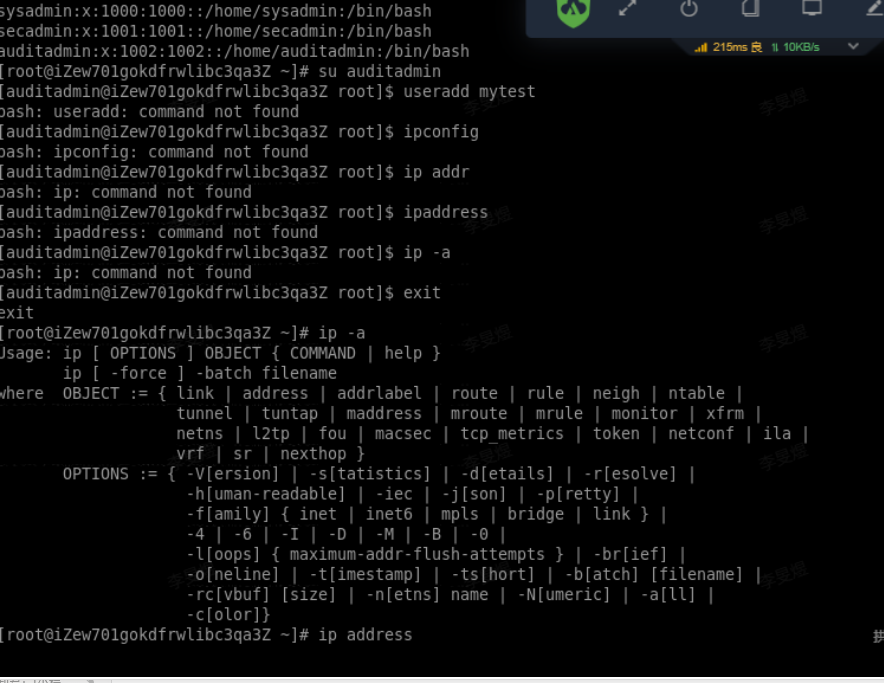 sysadmin:x:1000:1000::/home/sysadmin:/bin/bash
secadmin:x:1001:1001::/home/secadmin:/bin/bash
auditadmin:x:1002:1002::/home/auditadmin:/bin/bash
215ms 良 10KB/s
[root@iZew701gokdfrwlibc3qa3Z ~]# su auditadmin
[auditadmin@iZew701gokdfrwlibc3qa3Z root]$ useradd mytest
bash: useradd: command not found
[auditadmin@iZew701gokdfrwlibc3qa3Z root]$ ipconfig
bash: ipconfig: command not found
[auditadmin@iZew701gokdfrwlibc3qa3Z root]$ ip addr
bash: ip: command not found
[auditadmin@iZew701gokdfrwlibc3qa3Z root]$ ipaddress
bash: ipaddress: command not found
[auditadmin@iZew701gokdfrwlibc3qa3Z root]$ ip -a
bash: ip: command not found
[auditadmin@iZew701gokdfrwlibc3qa3Z root]$ exit
exit
[root@iZew701gokdfrwlibc3qa3Z ~]# ip -a
Usage: ip [ OPTIONS ] OBJECT { COMMAND | help }
ip [ -force ] -batch filename
where OBJECT := { link | address | addrlabel | route | rule | neigh | ntable |
tunnel | tuntap | maddress | mroute | mrule | monitor | xfrm |
netns | l2tp | fou | macsec | tcp_metrics | token | netconf | ila |
vrf | sr | nexthop }
OPTIONS := { -V[ersion] | -s[tatistics] | -d[etails] | -r[esolve] |
-h[uman-readable] | -iec | -j[son] | -p[retty] |
-f[amily] { inet | inet6 | mpls | bridge | link } |
-4 | -6 | -I | -D | -M | -B | -0 |
-l[oops] { maximum-addr-flush-attempts } | -br[ief] |
-o[neline] | -t[imestamp] | -ts[hort] | -b[atch] [filename] |
-rc[vbuf] [size] | -n[etns] name | -N[umeric] | -a[ll] |
-c[olor]}
[root@iZew701gokdfrwlibc3qa3Z ~]# ip address